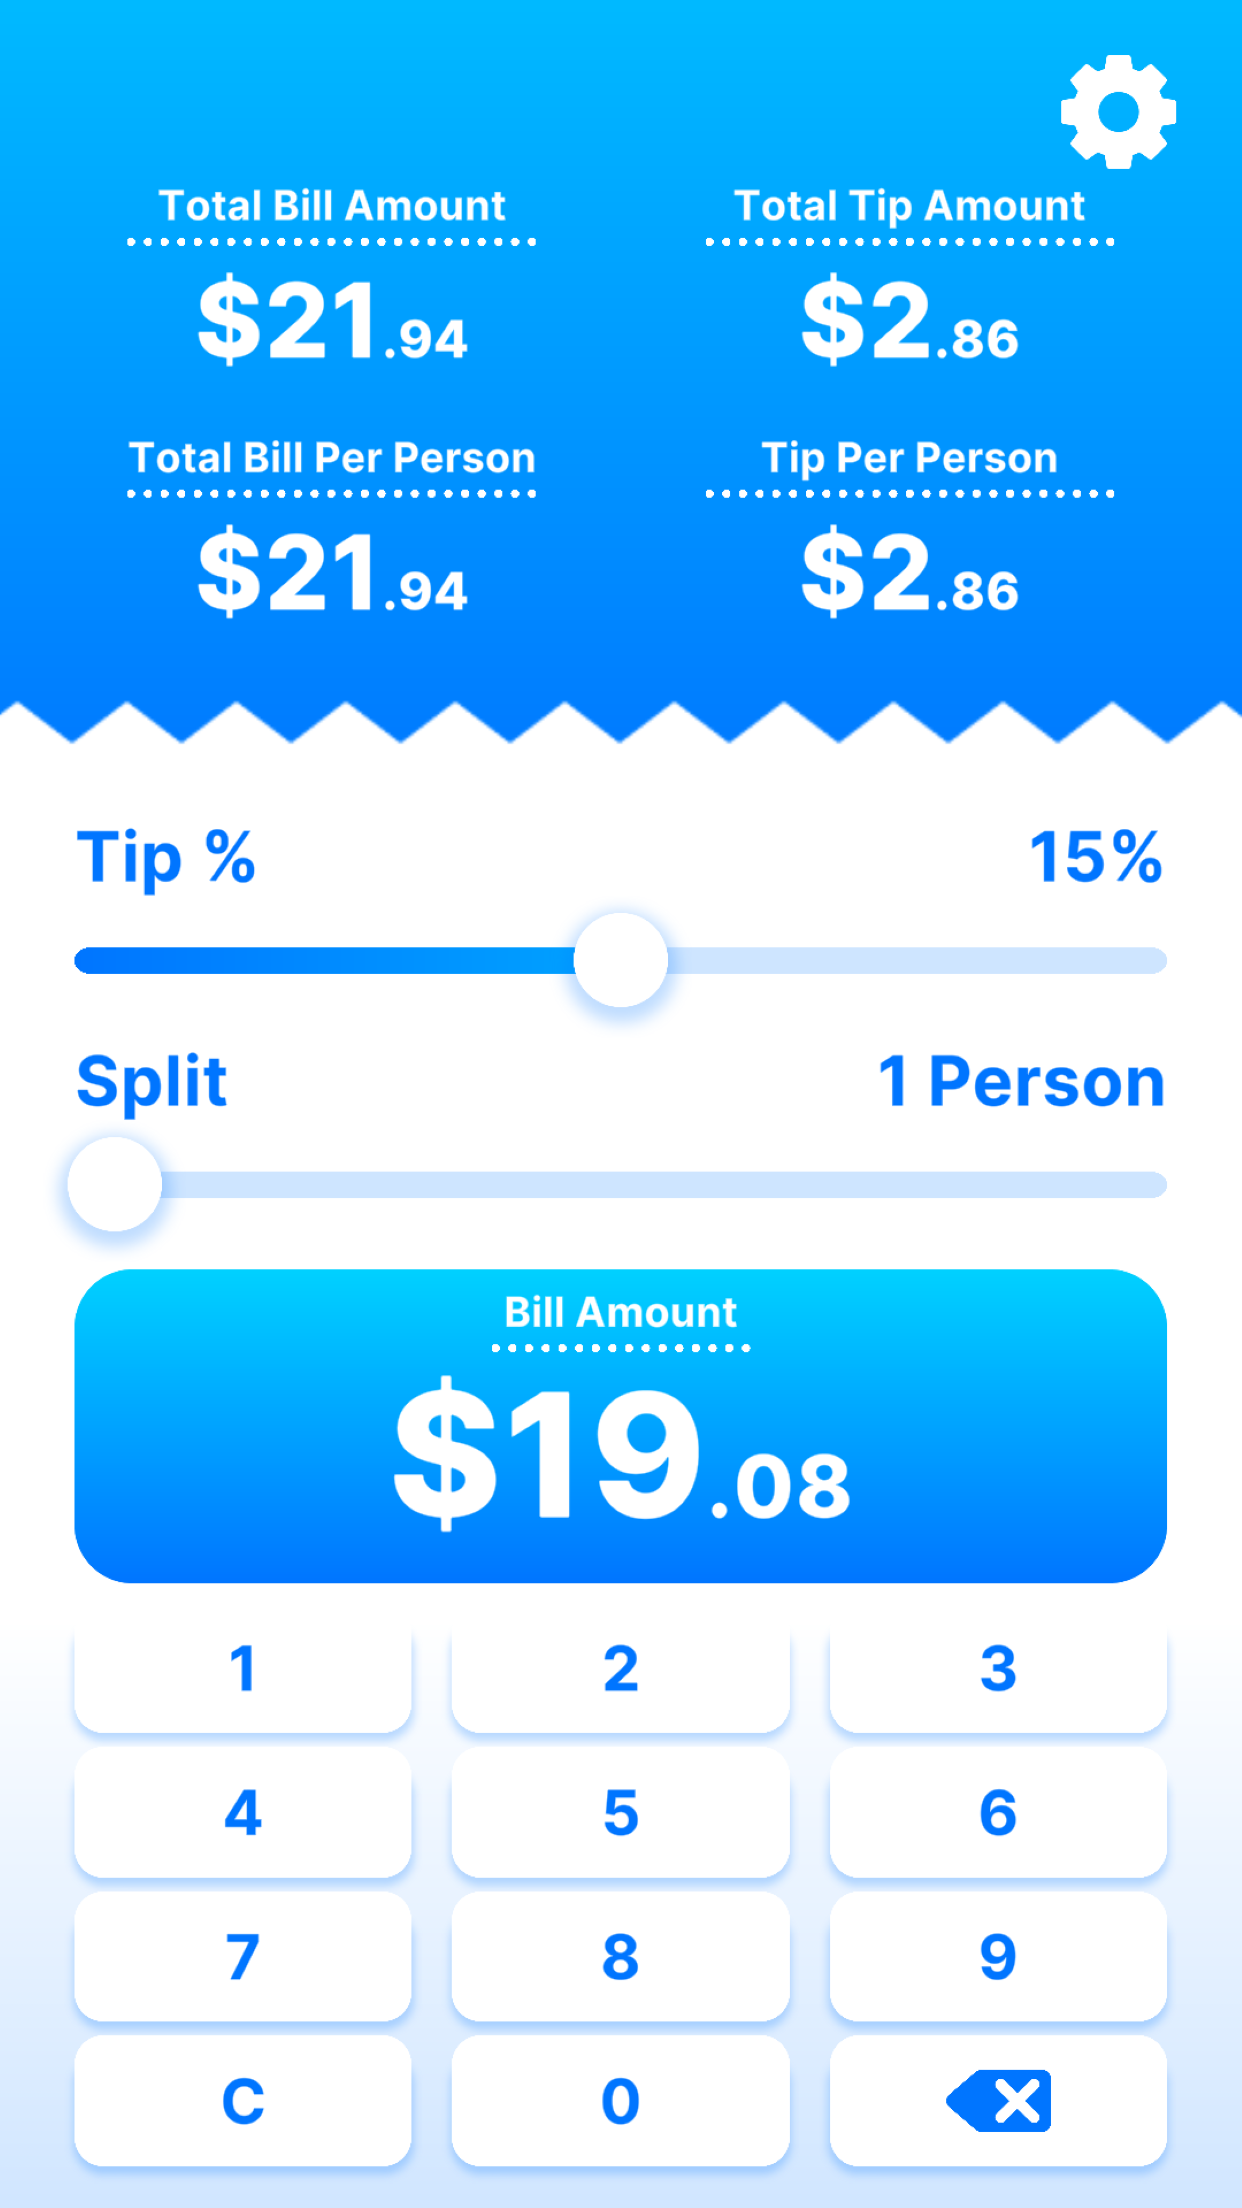 Total Bill Amount
$21.94
Total Tip Amount
$2.86
Total Bill Per Person
$21.94
Tip Per Person
$2.86
Tip % 15%
Split 1 Person
Bill Amount
$19.08
1 2 3
4 5 6
7 8 9
C 0